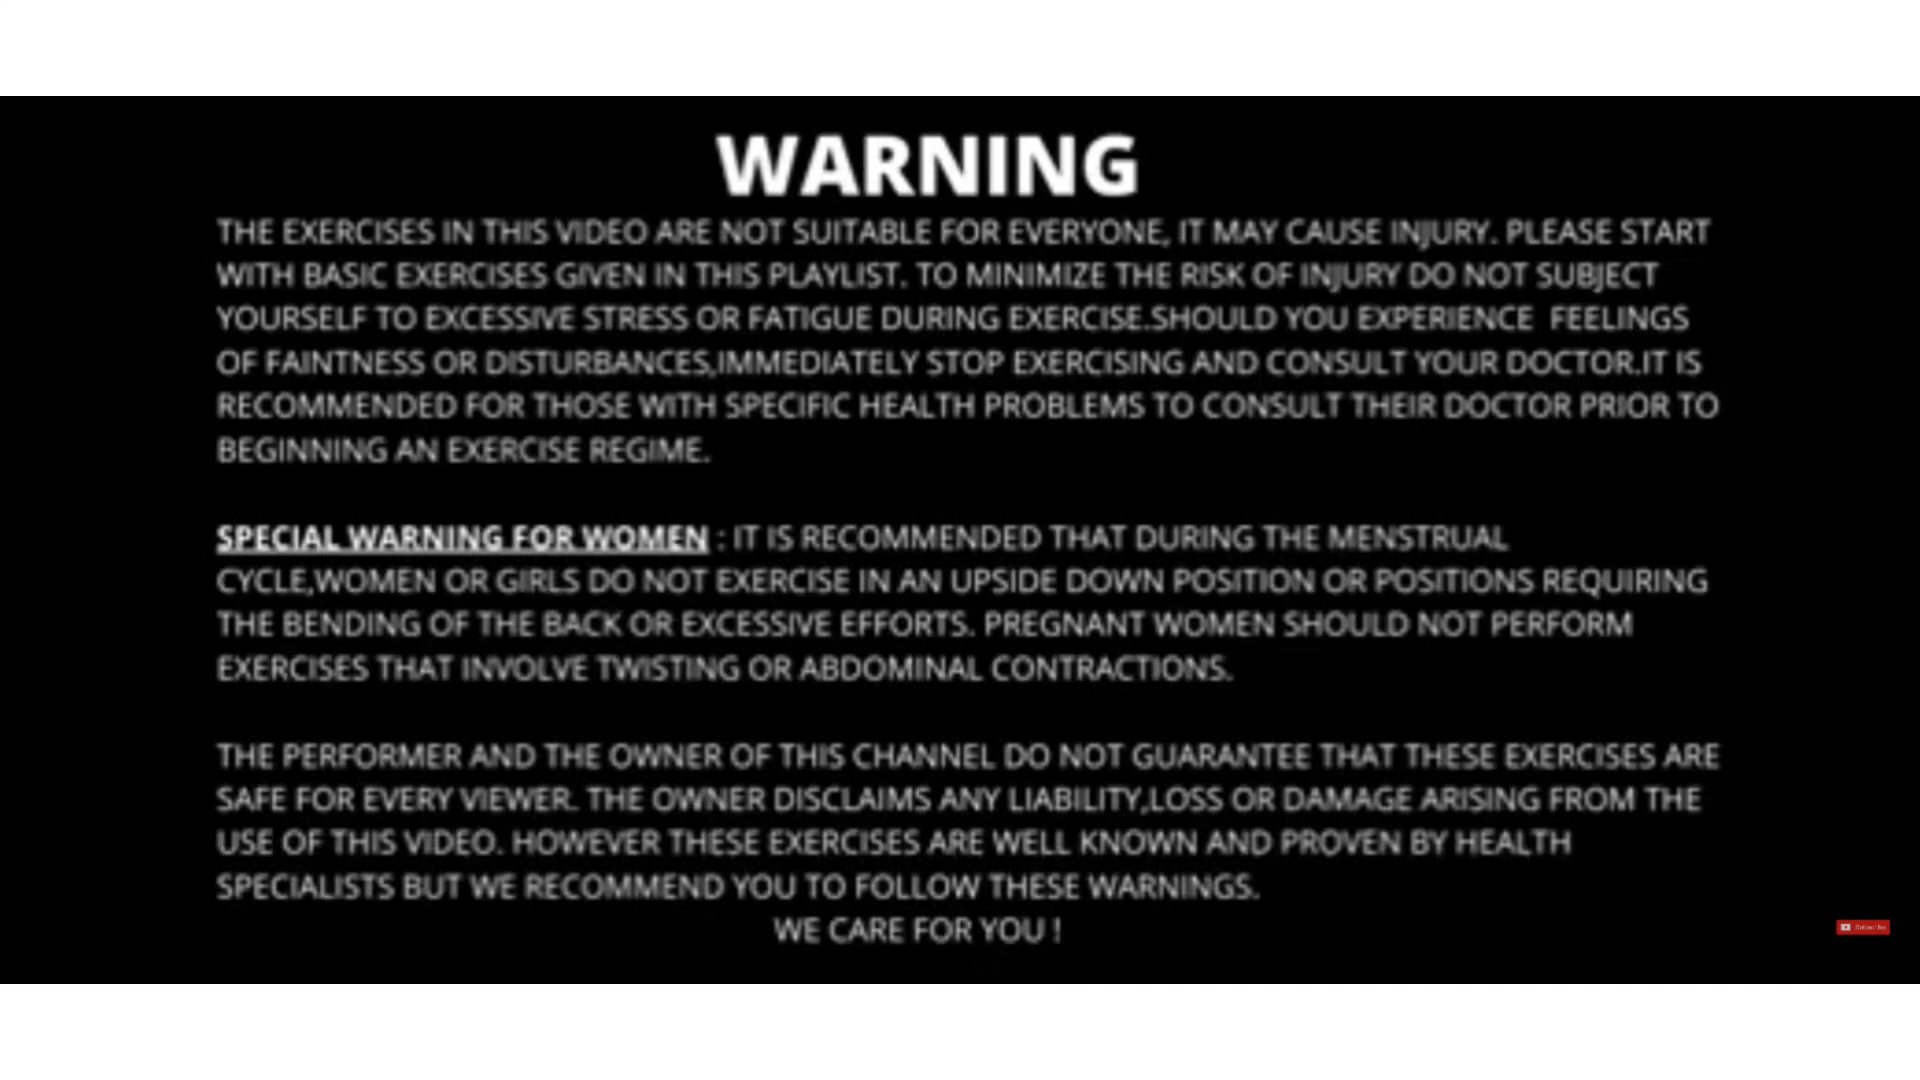 WARNING
THE EXERCISES IN THIS VIDEO ARE NOT SUITABLE FOR EVERYONE, IT MAY CAUSE INJURY. PLEASE START
WITH BASIC EXERCISES GIVEN IN THIS PLAYLIST. TO MINIMIZE THE RISK OF INJURY DO NOT SUBJECT
YOURSELF TO EXCESSIVE STRESS OR FATIGUE DURING EXERCISE.SHOULD YOU EXPERIENCE FEELINGS
OF FAINTNESS OR DISTURBANCES,IMMEDIATELY STOP EXERCISING AND CONSULT YOUR DOCTOR.IT IS
RECOMMENDED FOR THOSE WITH SPECIFIC HEALTH PROBLEMS TO CONSULT THEIR DOCTOR PRIOR TO
BEGINNING AN EXERCISE REGIME.
SPECIAL WARNING FOR WOMEN : IT IS RECOMMENDED THAT DURING THE MENSTRUAL
CYCLE,WOMEN OR GIRLS DO NOT EXERCISE IN AN UPSIDE DOWN POSITION OR POSITIONS REQUIRING
THE BENDING OF THE BACK OR EXCESSIVE EFFORTS. PREGNANT WOMEN SHOULD NOT PERFORM
EXERCISES THAT INVOLVE TWISTING OR ABDOMINAL CONTRACTIONS.
THE PERFORMER AND THE OWNER OF THIS CHANNEL DO NOT GUARANTEE THAT THESE EXERCISES ARE
SAFE FOR EVERY VIEWER. THE OWNER DISCLAIMS ANY LIABILITY,LOSS OR DAMAGE ARISING FROM THE
USE OF THIS VIDEO. HOWEVER THESE EXERCISES ARE WELL KNOWN AND PROVEN BY HEALTH
SPECIALISTS BUT WE RECOMMEND YOU TO FOLLOW THESE WARNINGS.
WE CARE FOR YOU !
Subscribe